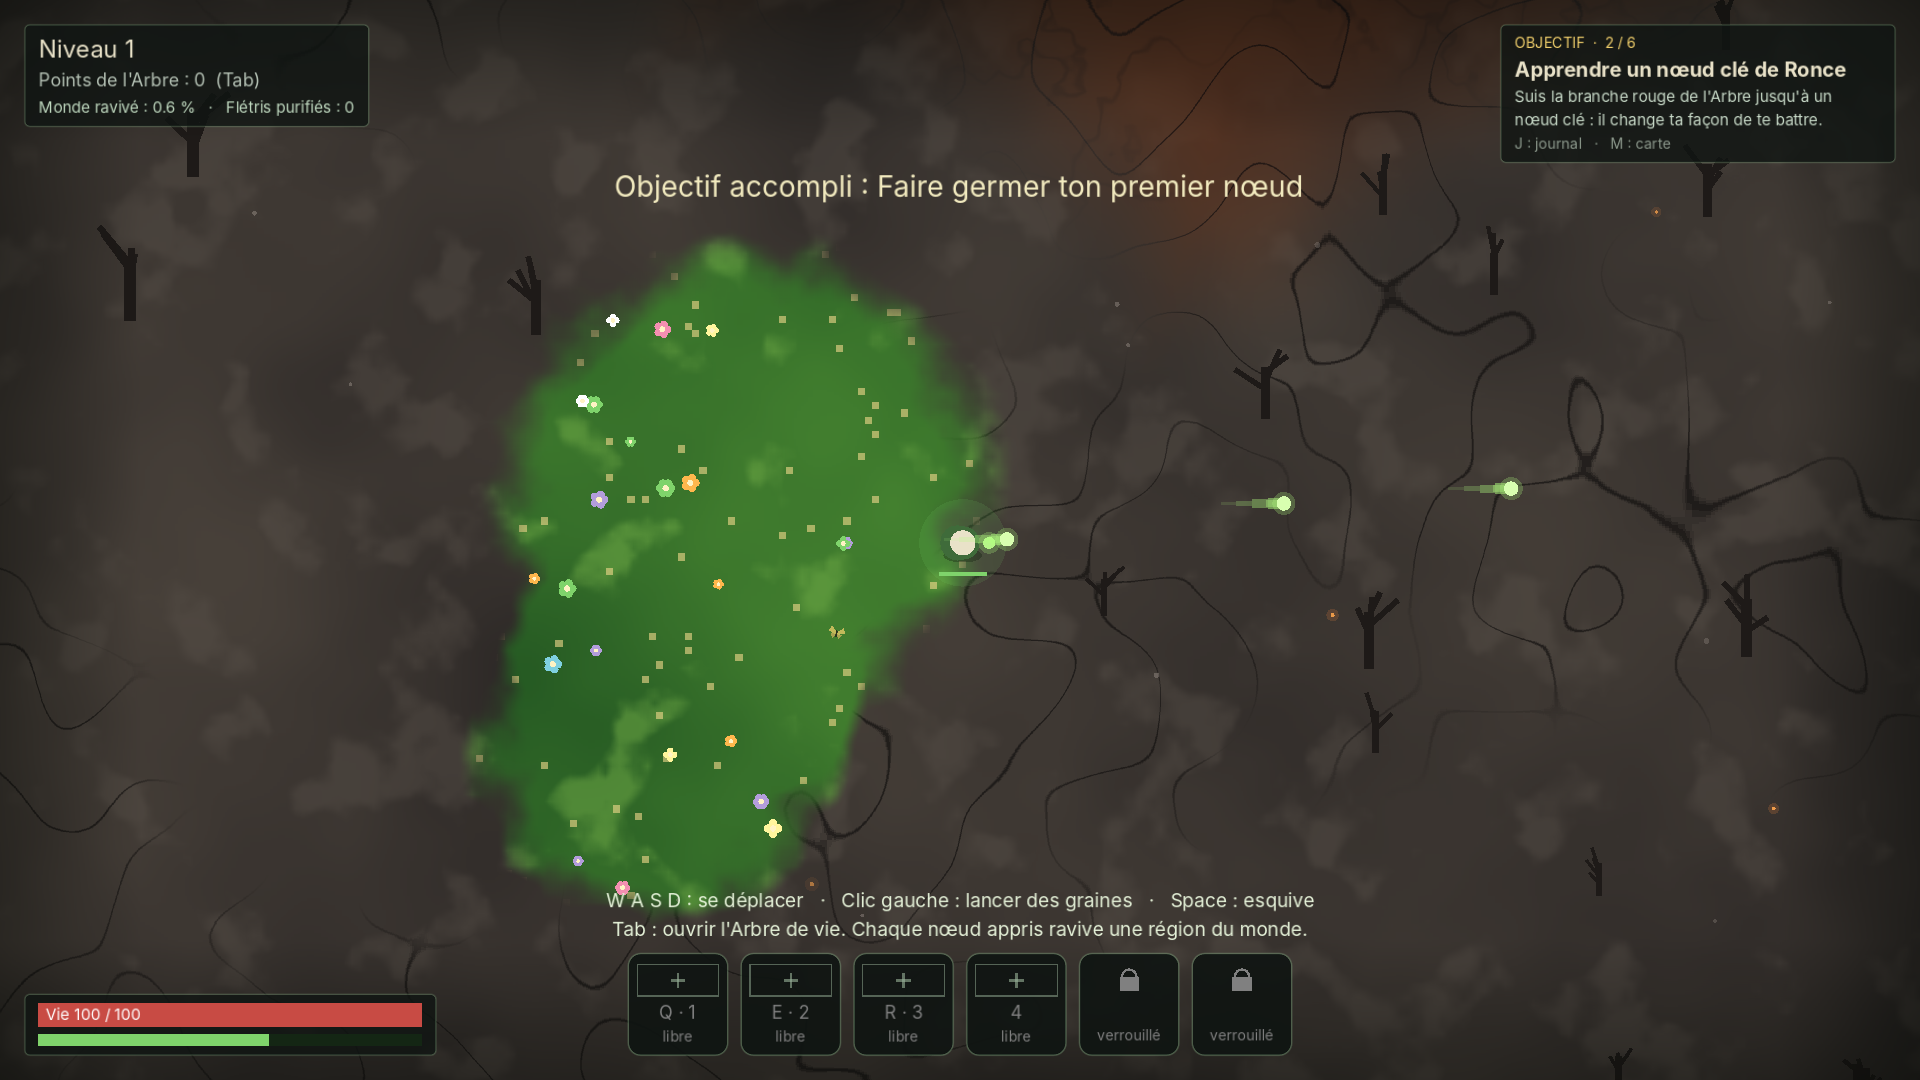 Niveau 1
Points de l'Arbre : 0 (Tab)
Monde ravivé : 0.6 % · Flétris purifiés : 0
OBJECTIF · 2 / 6
Apprendre un nœud clé de Ronce
Suis la branche rouge de l'Arbre jusqu'à un
nœud clé : il change ta façon de te battre.
J : journal · M : carte
Objectif accompli : Faire germer ton premier nœud
W A S D : se déplacer · Clic gauche : lancer des graines · Space : esquive
Tab : ouvrir l'Arbre de vie. Chaque nœud appris ravive une région du monde.
Vie 100 / 100
Q · 1
libre
E · 2
libre
R · 3
libre
4
libre
verrouillé
verrouillé